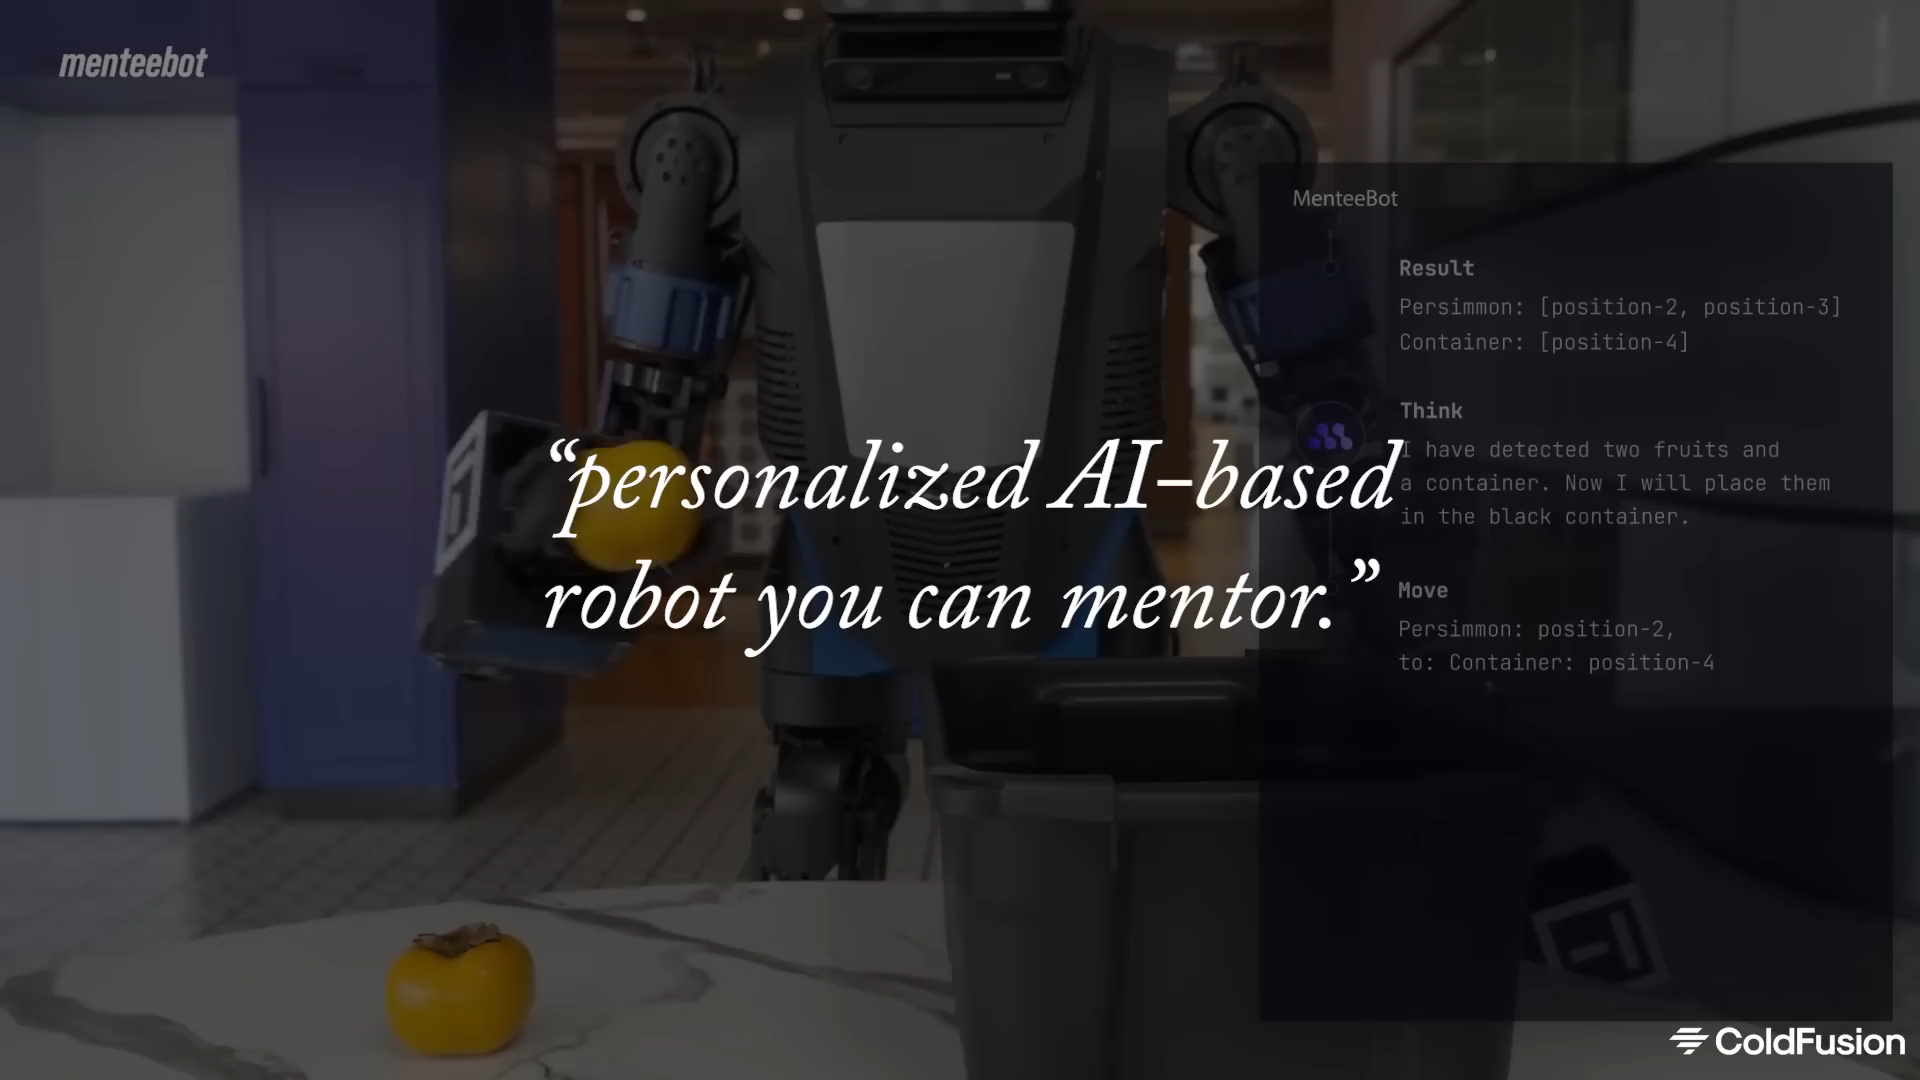 menteebot
MenteeBot
Result
Persimmon: [position-2, position-3]
Container: [position-4]
Think
I have detected two fruits and
a container. Now I will place them
in the black container.
Move
Persimmon: position-2,
to: Container: position-4
“personalized AI-based
robot you can mentor.”
ColdFusion